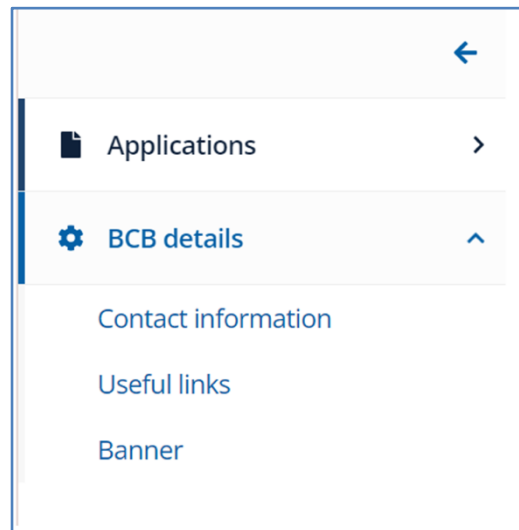 Applications
BCB details
Contact information
Useful links
Banner